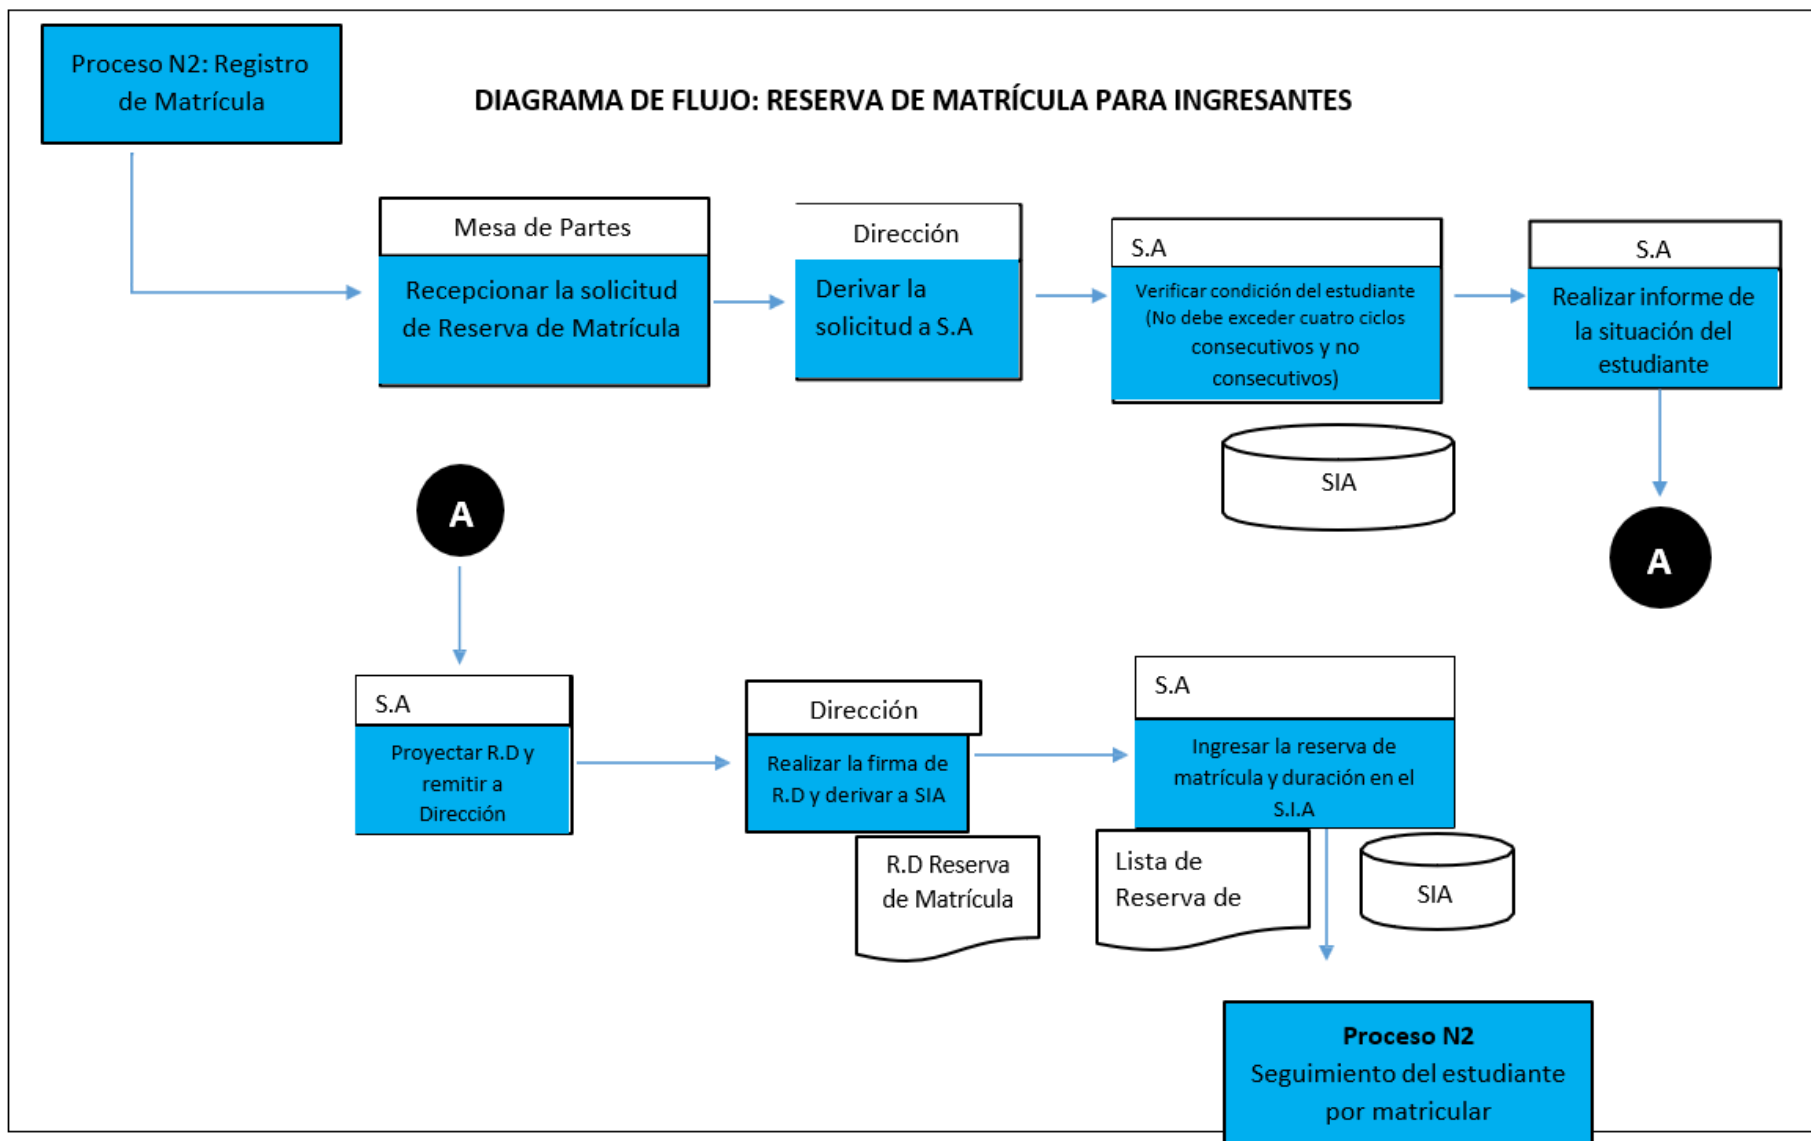 Proceso N2: Registro
de Matrícula
DIAGRAMA DE FLUJO: RESERVA DE MATRÍCULA PARA INGRESANTES
Mesa de Partes
Recepcionar la solicitud
de Reserva de Matrícula
Dirección
Derivar la
solicitud a S.A
S.A
Verificar condición del estudiante
(No debe exceder cuatro ciclos
consecutivos y no
consecutivos)
SIA
S.A
Realizar informe de
la situación del
estudiante
A
A
S.A
Proyectar R.D y
remitir a
Dirección
Dirección
Realizar la firma de
R.D y derivar a SIA
R.D Reserva
de Matrícula
S.A
Ingresar la reserva de
matrícula y duración en el
S.I.A
Lista de
Reserva de
SIA
Proceso N2
Seguimiento del estudiante
por matricular